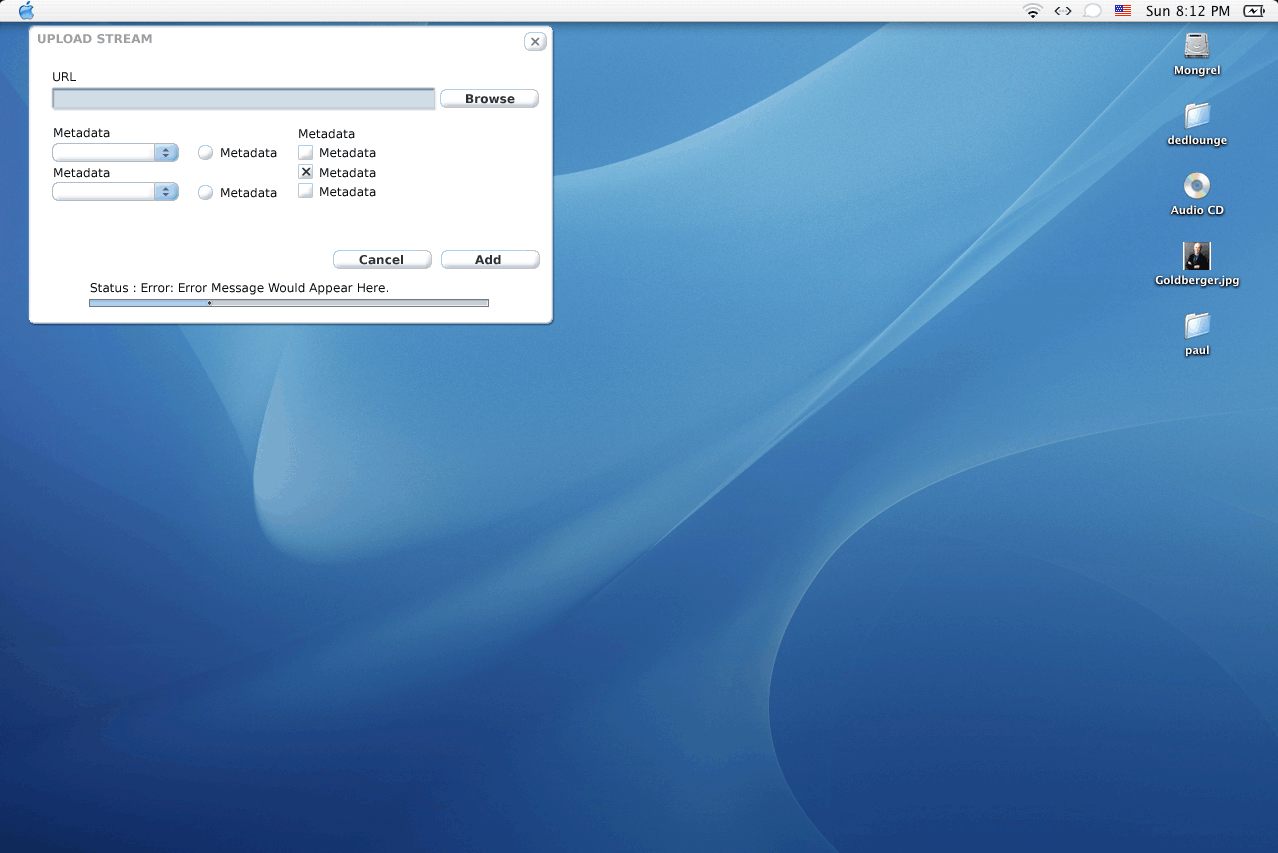 Sun 8:12 PM
UPLOAD STREAM
URL
Browse
Metadata
Metadata
Metadata
Metadata
Metadata
Metadata
Metadata
Metadata
Metadata
Cancel
Add
Status : Error: Error Message Would Appear Here.
Mongrel
dedlounge
Audio CD
Goldberger.jpg
paul